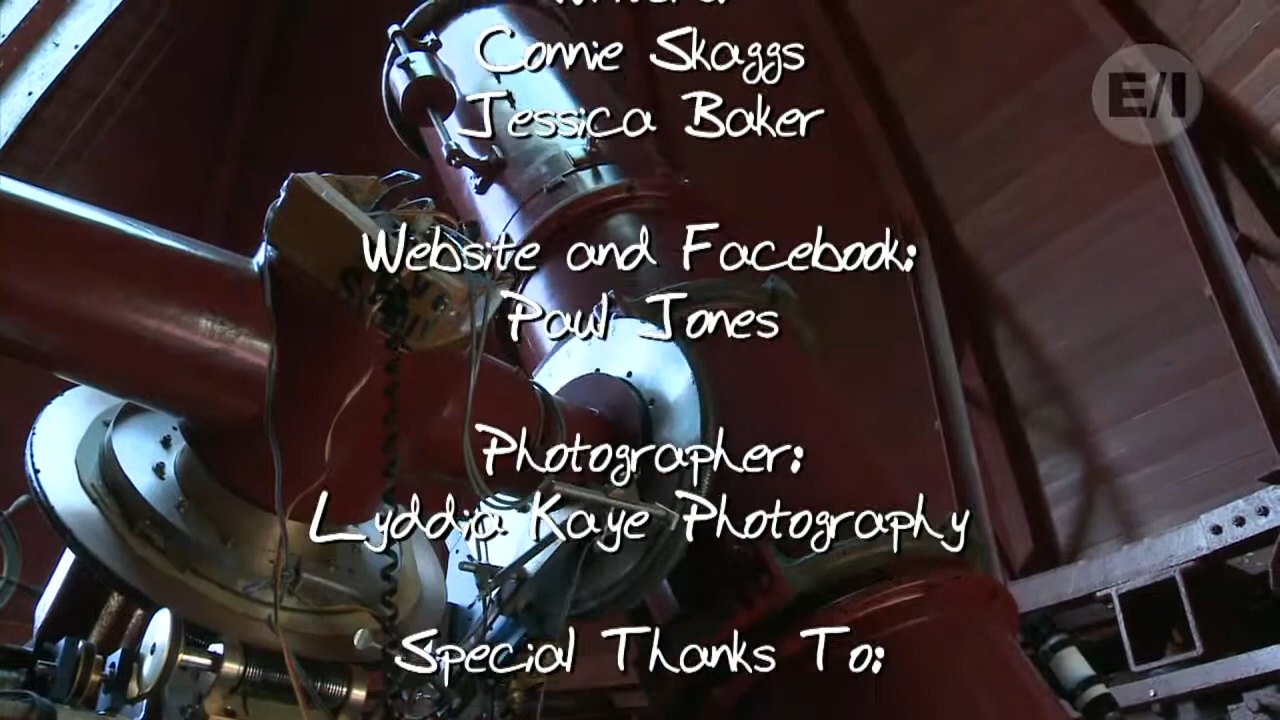 Connie Skaggs
Jessica Baker
E/I
Website and Facebook:
Paul Jones
Photographer:
Lyddia Kaye Photography
Special Thanks To: